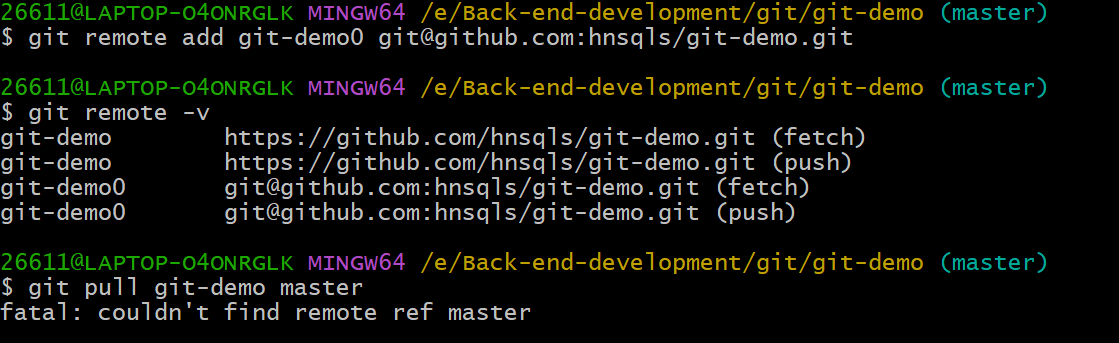 26611@LAPTOP-O4ONRGLK MINGW64 /e/Back-end-development/git/git-demo (master)
$ git remote add git-demo0 git@github.com:hnsqls/git-demo.git
26611@LAPTOP-O4ONRGLK MINGW64 /e/Back-end-development/git/git-demo (master)
$ git remote -v
git-demo        https://github.com/hnsqls/git-demo.git (fetch)
git-demo        https://github.com/hnsqls/git-demo.git (push)
git-demo0       git@github.com:hnsqls/git-demo.git (fetch)
git-demo0       git@github.com:hnsqls/git-demo.git (push)
26611@LAPTOP-O4ONRGLK MINGW64 /e/Back-end-development/git/git-demo (master)
$ git pull git-demo master
fatal: couldn't find remote ref master